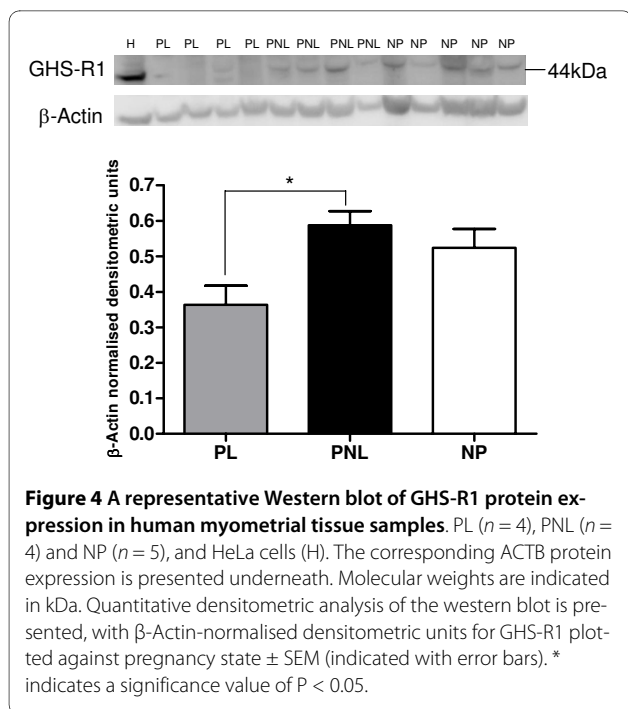 H PL PL PL PL PNL PNL PNL PNL NP NP NP NP NP
GHS-R1
44kDa
β-Actin
*
β-Actin normalised densitometric units
0.7
0.6
0.5
0.4
0.3
0.2
0.1
0.0
PL PNL NP
Figure 4 A representative Western blot of GHS-R1 protein ex-
pression in human myometrial tissue samples. PL (n = 4), PNL (n =
4) and NP (n = 5), and HeLa cells (H). The corresponding ACTB protein
expression is presented underneath. Molecular weights are indicated
in kDa. Quantitative densitometric analysis of the western blot is pre-
sented, with β-Actin-normalised densitometric units for GHS-R1 plot-
ted against pregnancy state ± SEM (indicated with error bars). *
indicates a significance value of P < 0.05.